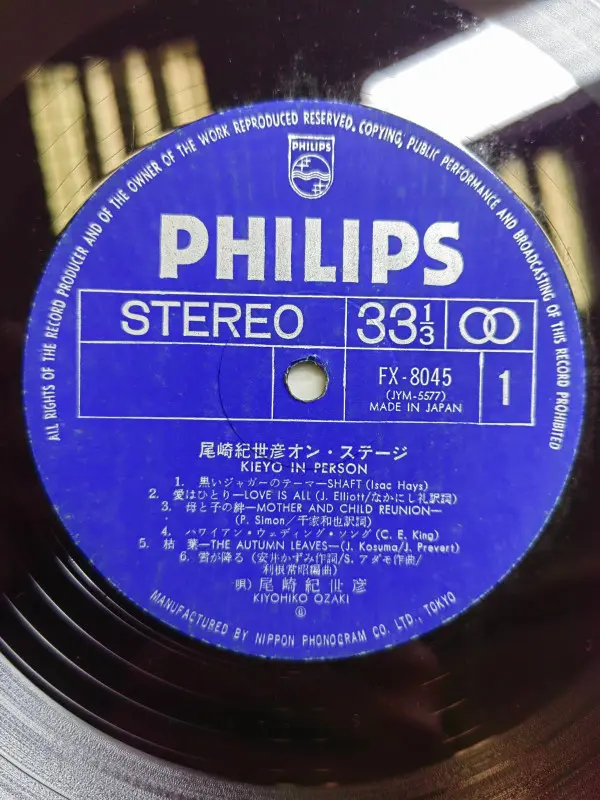 ALL RIGHTS OF THE RECORD PRODUCER AND OF THE OWNER OF THE WORK REPRODUCED RESERVED. COPYING, PUBLIC PERFORMANCE AND BROADCASTING OF THIS RECORD PROHIBITED
PHILIPS
PHILIPS
STEREO 33 1/3
FX-8045
(JYM-5577)
MADE IN JAPAN
1
尾崎紀世彦オン・ステージ
KIEYO IN PERSON
1. 黒いジャガーのテーマーSHAFT (Isac Hays)
2. 愛はひとり—LOVE IS ALL (J. Elliott/なかにし礼訳詞)
3. 母と子の絆—MOTHER AND CHILD REUNION—
(P. Simon/千家和也訳詞)
4. ハワイアン・ウェディング・ソング (C. E. King)
5. 枯葉—THE AUTUMN LEAVES—(J. Kosuma/J. Prevert)
6. 雪が降る (安井かずみ作詞/S. アダモ作曲/
利根常昭編曲)
唄) 尾崎紀世彦
KIYOHIKO OZAKI
MANUFACTURED BY NIPPON PHONOGRAM CO. LTD., TOKYO